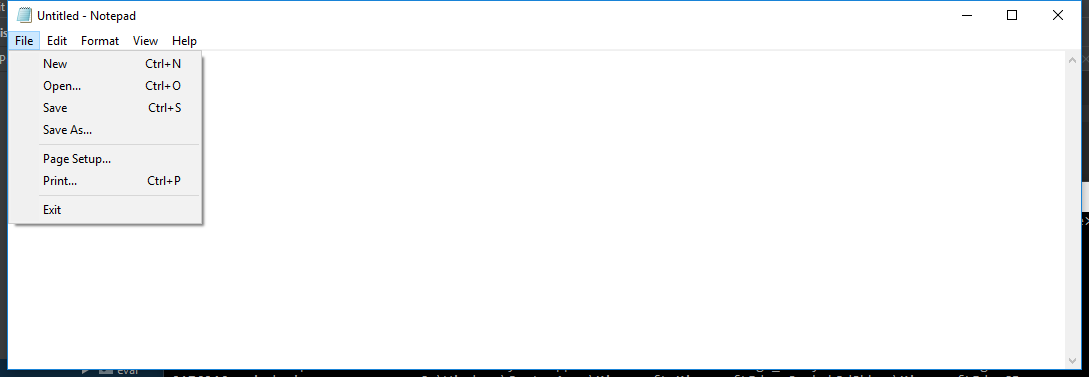 Untitled - Notepad
File Edit Format View Help
New Ctrl+N
Open... Ctrl+O
Save Ctrl+S
Save As...
Page Setup...
Print... Ctrl+P
Exit
eval